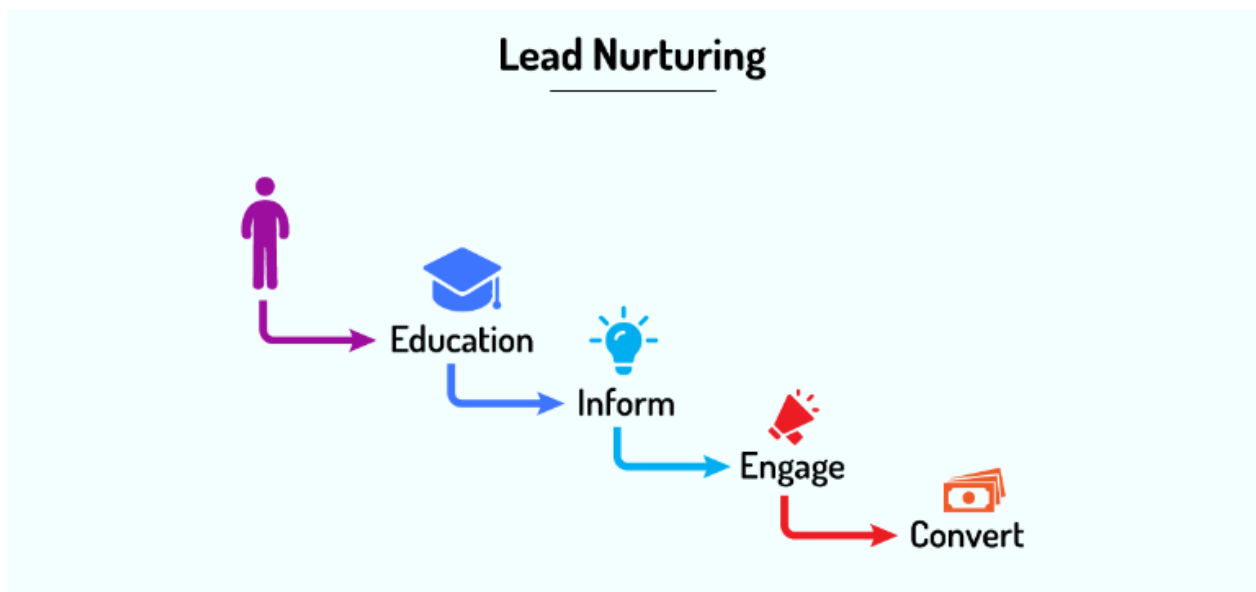 Lead Nurturing
Education
Inform
Engage
Convert